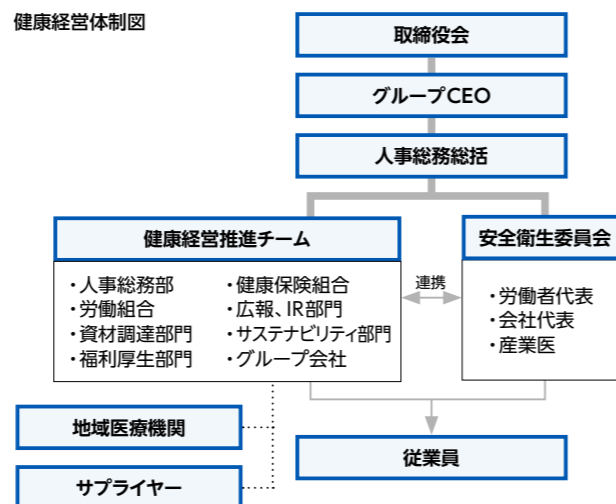 健康経営体制図
取締役会
グループCEO
人事総務総括
健康経営推進チーム
・人事総務部
・労働組合
・資材調達部門
・福利厚生部門
・健康保険組合
・広報、IR部門
・サステナビリティ部門
・グループ会社
連携
安全衛生委員会
・労働者代表
・会社代表
・産業医
地域医療機関
サプライヤー
従業員